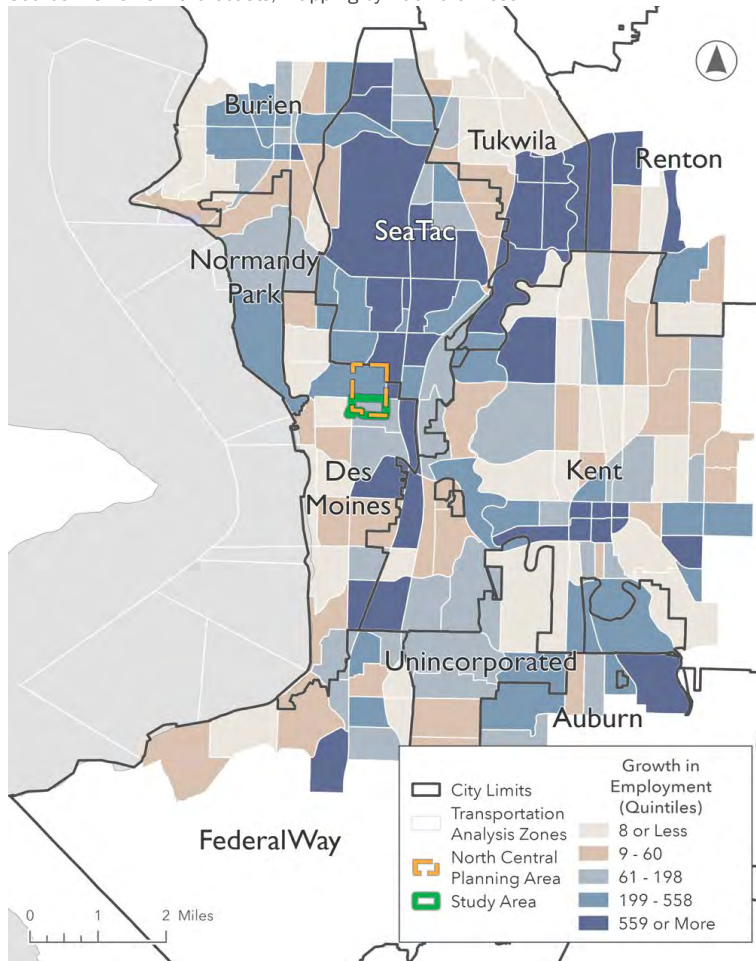 Burien
Tukwila
Renton
SeaTac
Normandy
Park
Des
Moines
Kent
Unincorporated
Auburn
Federal Way
City Limits
Transportation
Analysis Zones
North Central
Planning Area
Study Area
Growth in
Employment
(Quintiles)
8 or Less
9 - 60
61 - 198
199 - 558
559 or More
0 1 2 Miles